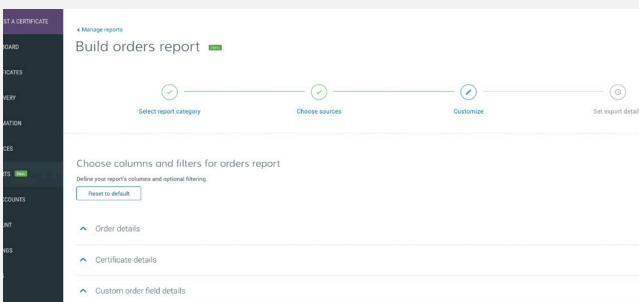 ST A CERTIFICATE
BOARD
FICATES
VERY
MATION
CES
RTS New
CCOUNTS
UNT
NGS
Manage reports
Build orders report New
Select report category
Choose sources
Customize
Set export detail
Choose columns and filters for orders report
Define your report's columns and optional filtering.
Reset to default
Order details
Certificate details
Custom order field details